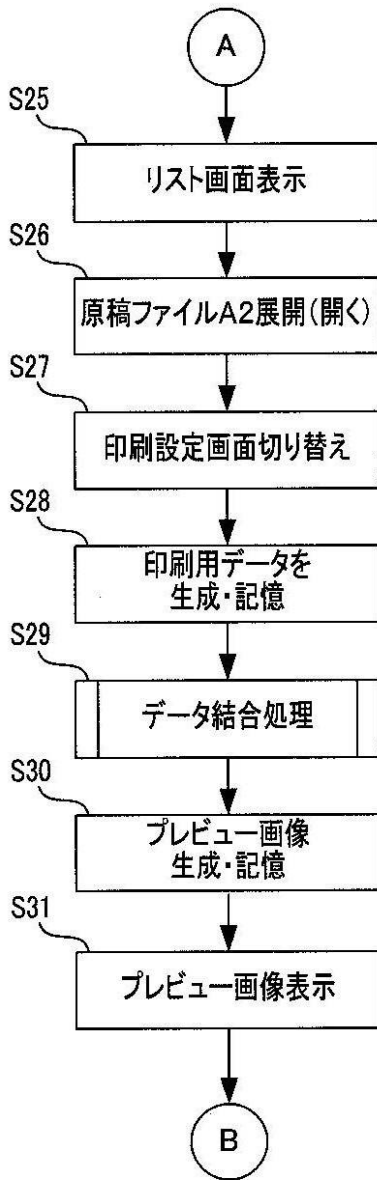 A
S25
リスト画面表示
S26
原稿ファイルA2展開(開く)
S27
印刷設定画面切り替え
S28
印刷用データを
生成・記憶
S29
データ結合処理
S30
プレビュー画像
生成・記憶
S31
プレビュー画像表示
B